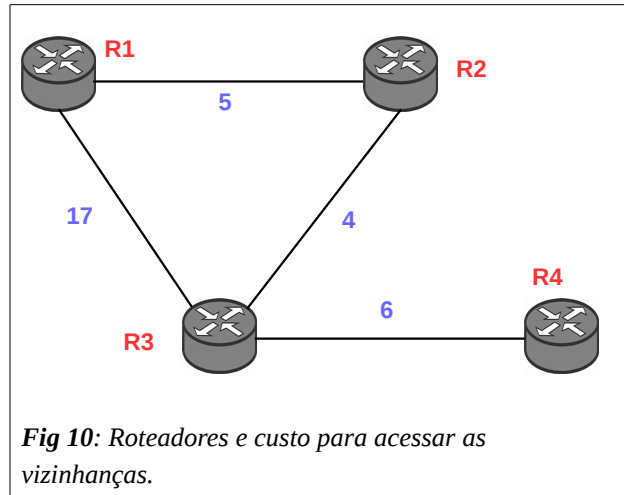 R1
R2
5
17
4
R4
6
R3
Fig 10: Roteadores e custo para acessar as
vizinhanças.